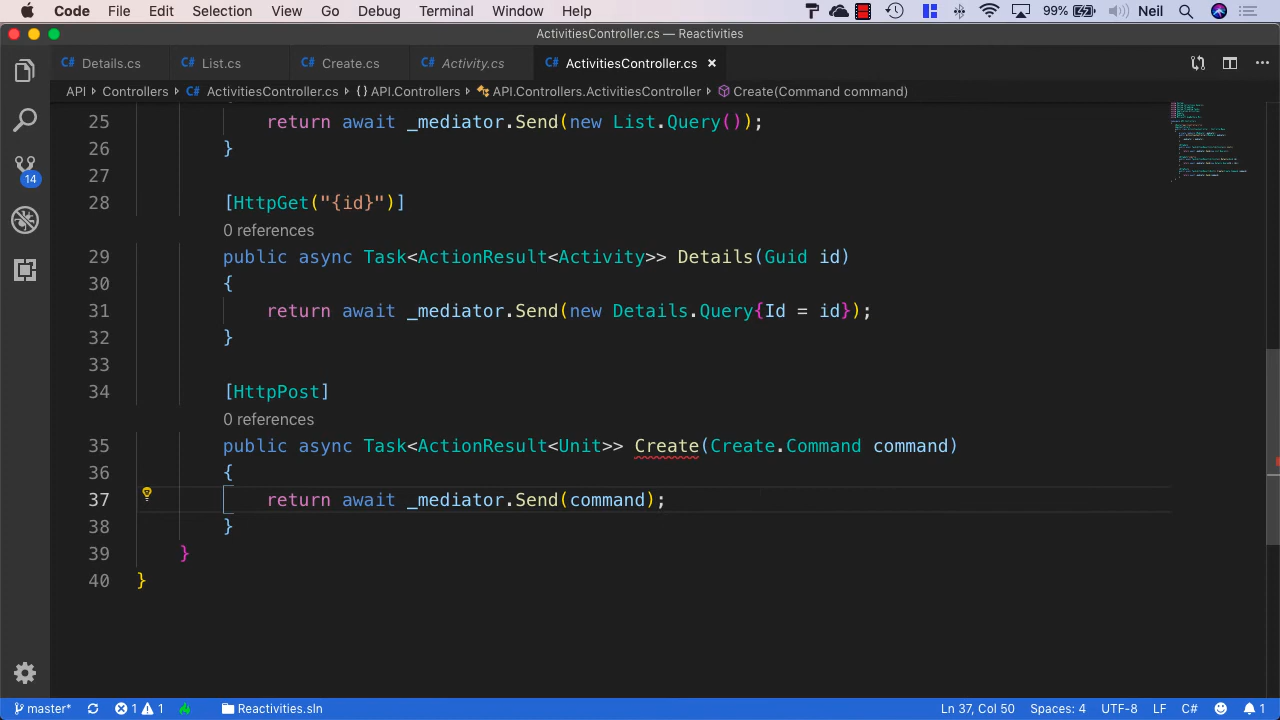 Code File Edit Selection View Go Debug Terminal Window Help 99% Neil
ActivitiesController.cs — Reactivities
C# Details.cs C# List.cs C# Create.cs C# Activity.cs C# ActivitiesController.cs ×
API › Controllers › C# ActivitiesController.cs › {} API.Controllers › API.Controllers.ActivitiesController › Create(Command command)
25 return await _mediator.Send(new List.Query());
26 }
27
28 [HttpGet("{id}")]
0 references
29 public async Task<ActionResult<Activity>> Details(Guid id)
30 {
31 return await _mediator.Send(new Details.Query{Id = id});
32 }
33
34 [HttpPost]
0 references
35 public async Task<ActionResult<Unit>> Create(Create.Command command)
36 {
37 return await _mediator.Send(command);
38 }
39 }
40 }
14
master* 1 1 Reactivities.sln Ln 37, Col 50 Spaces: 4 UTF-8 LF C# 1